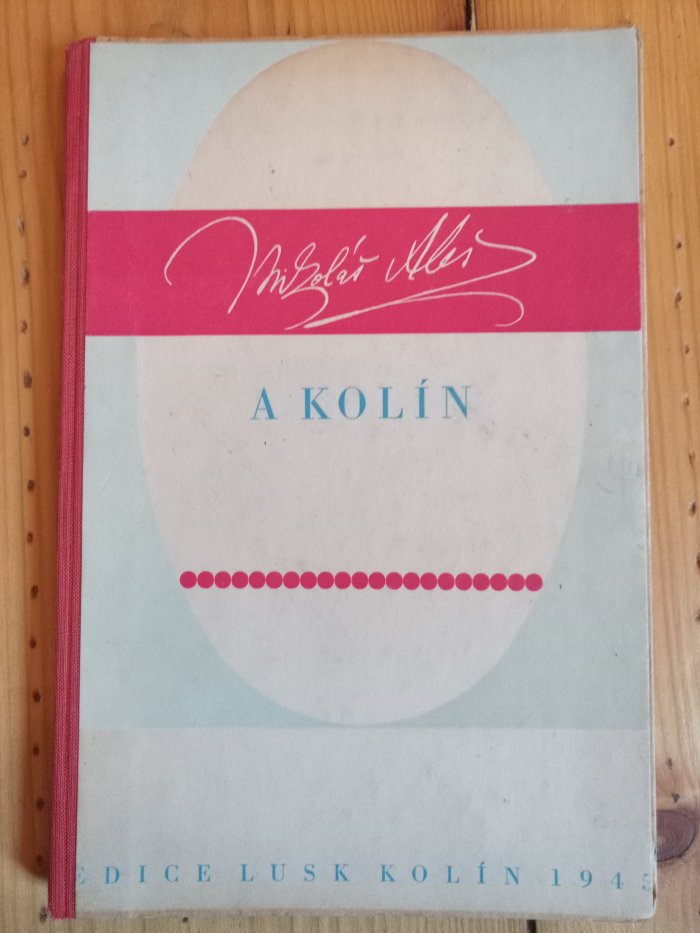 Mikoláš Aleš
A KOLÍN
EDICE LUSK KOLÍN 1945